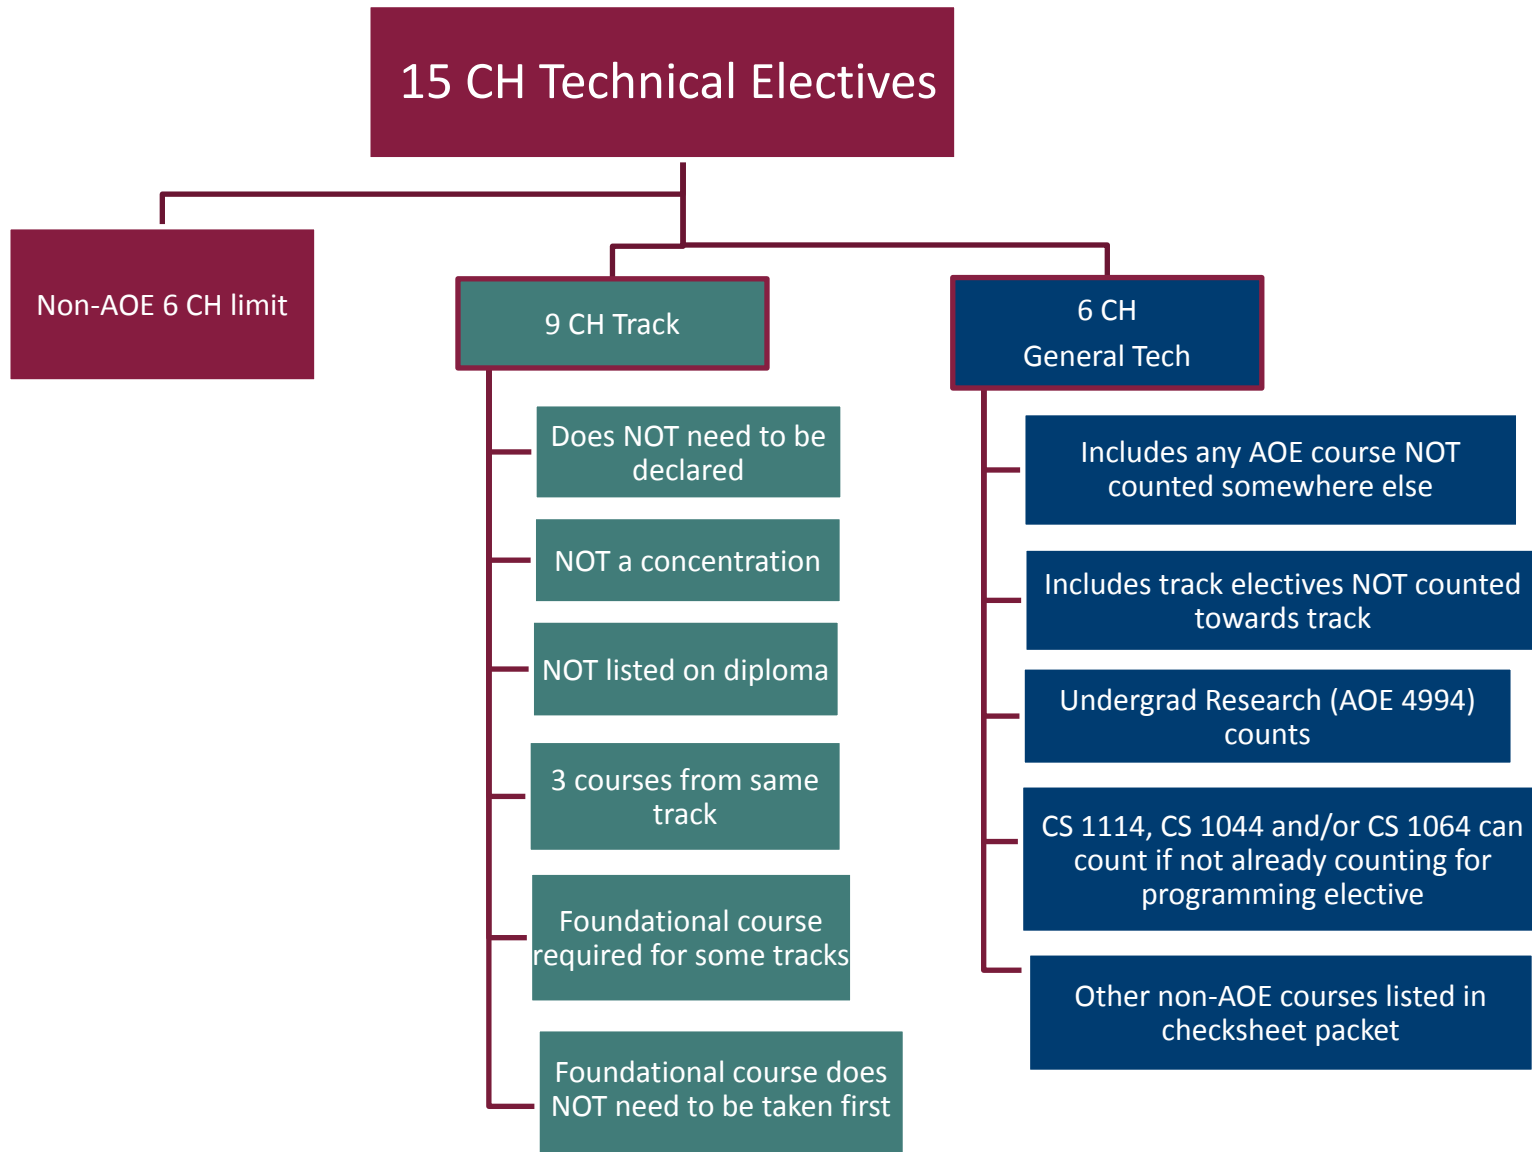 15 CH Technical Electives
Non-AOE 6 CH limit
9 CH Track
Does NOT need to be
declared
NOT a concentration
NOT listed on diploma
3 courses from same
track
Foundational course
required for some tracks
Foundational course does
NOT need to be taken first
6 CH
General Tech
Includes any AOE course NOT
counted somewhere else
Includes track electives NOT counted
towards track
Undergrad Research (AOE 4994)
counts
CS 1114, CS 1044 and/or CS 1064 can
count if not already counting for
programming elective
Other non-AOE courses listed in
checksheet packet